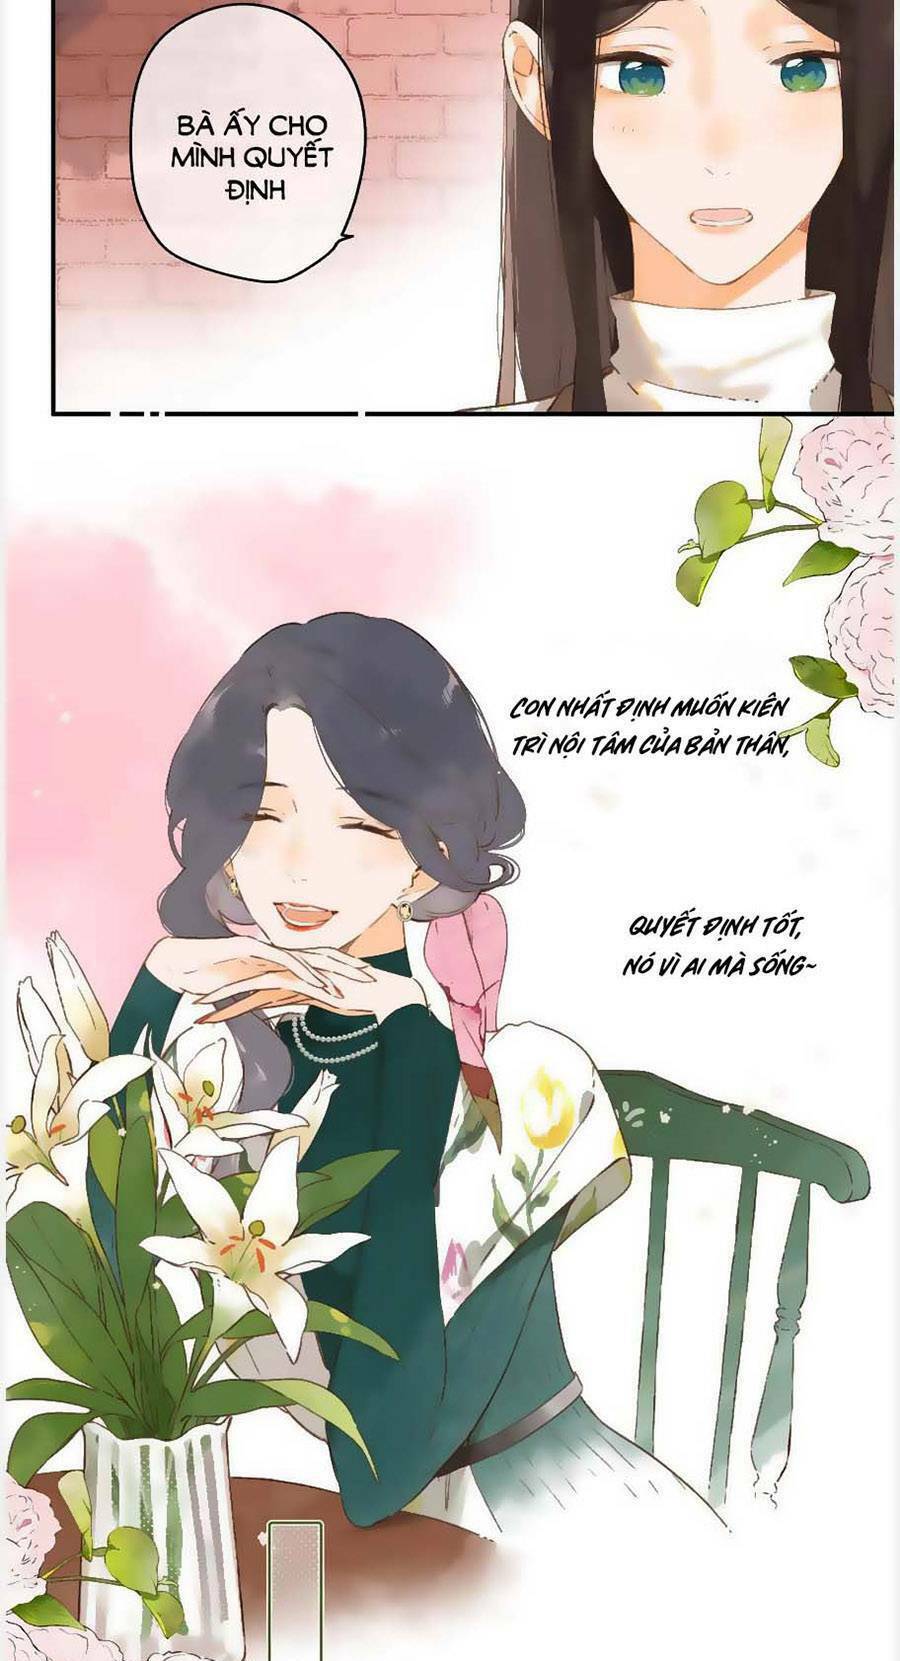 BÀ ẤY CHO
MÌNH QUYẾT
ĐỊNH
CON NHẤT ĐỊNH MUỐN KIÊN
TRÌ NỘI TÂM CỦA BẢN THÂN,
QUYẾT ĐỊNH TỐT,
NÓ VÌ AI MÀ SỐNG~